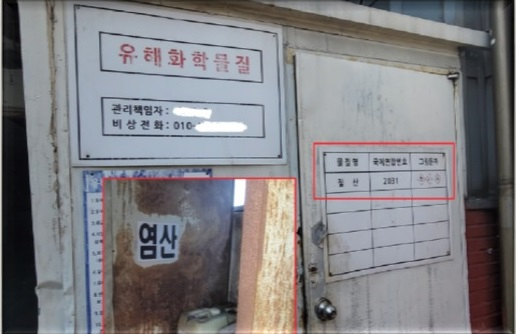 유해화학물질
관리책임자 :
비상전화 : 010-
물질명 국제연합번호 그림문자
질산 2031
염산